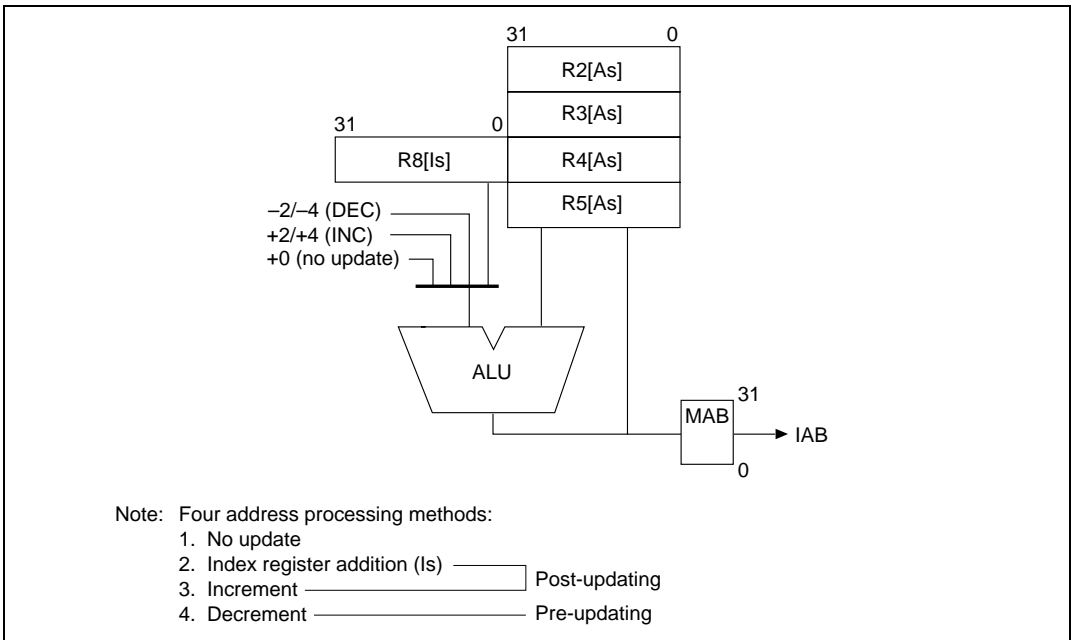 31 0
R2[As]
R3[As]
31 0
R8[Is] R4[As]
R5[As]
–2/–4 (DEC)
+2/+4 (INC)
+0 (no update)
ALU
31
MAB
IAB
0
Note: Four address processing methods:
1. No update
2. Index register addition (Is)
Post-updating
3. Increment
4. Decrement Pre-updating